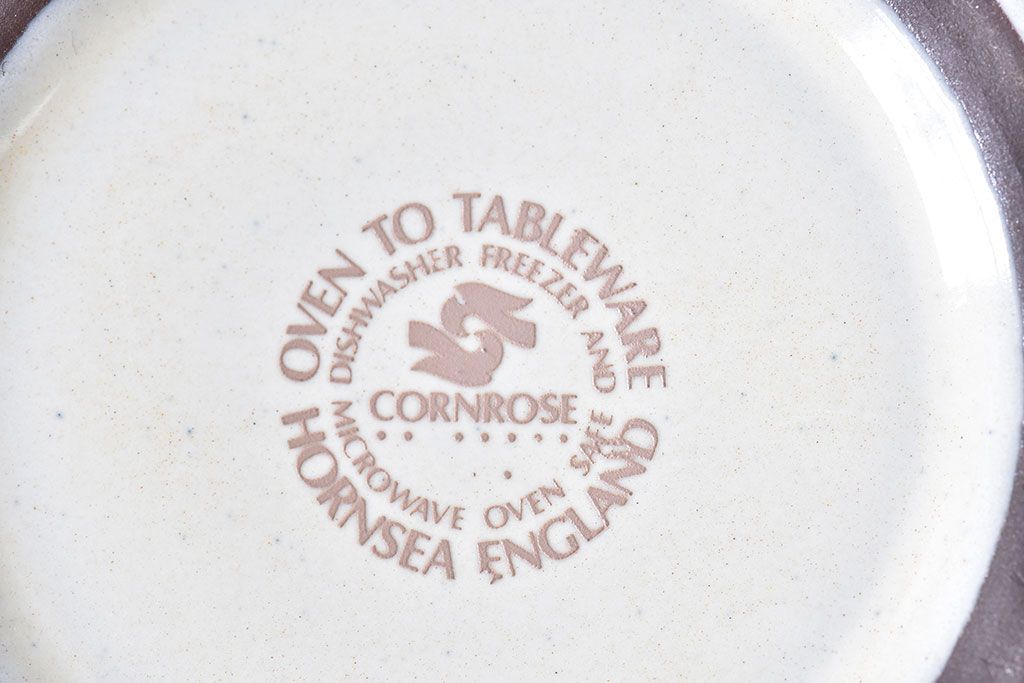 OVEN TO TABLEWARE
DISHWASHER FREEZER AND
CORNROSE
MICROWAVE OVEN SAFE
HORNSEA ENGLAND